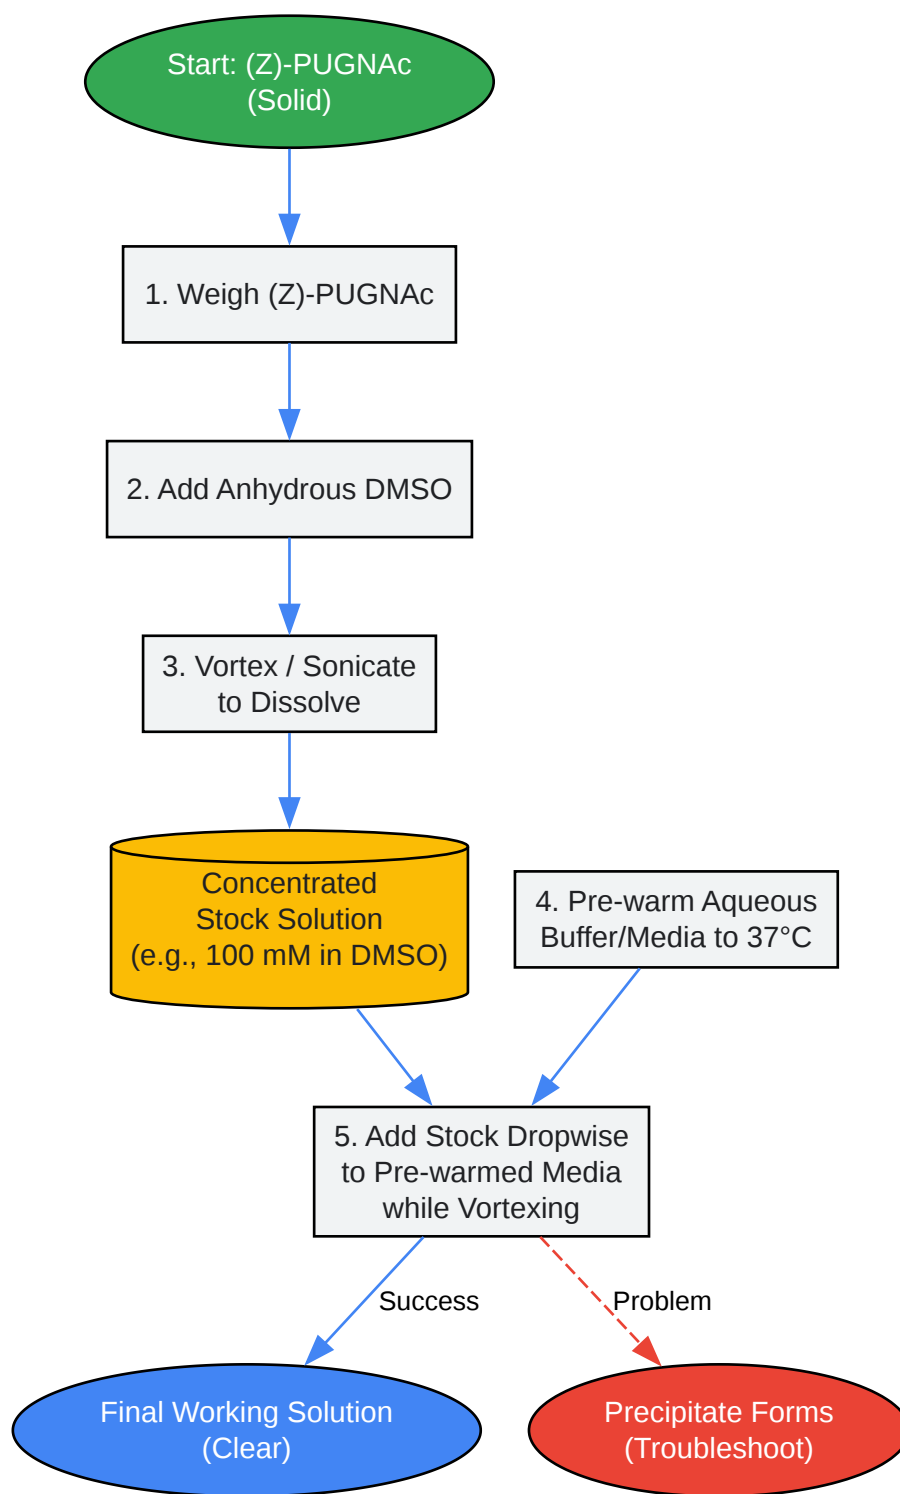 Start: (Z)-PUGNAc
(Solid)
1. Weigh (Z)-PUGNAc
2. Add Anhydrous DMSO
3. Vortex / Sonicate
to Dissolve
Concentrated
Stock Solution
(e.g., 100 mM in DMSO)
4. Pre-warm Aqueous
Buffer/Media to 37°C
5. Add Stock Dropwise
to Pre-warmed Media
while Vortexing
Success
Problem
Final Working Solution
(Clear)
Precipitate Forms
(Troubleshoot)